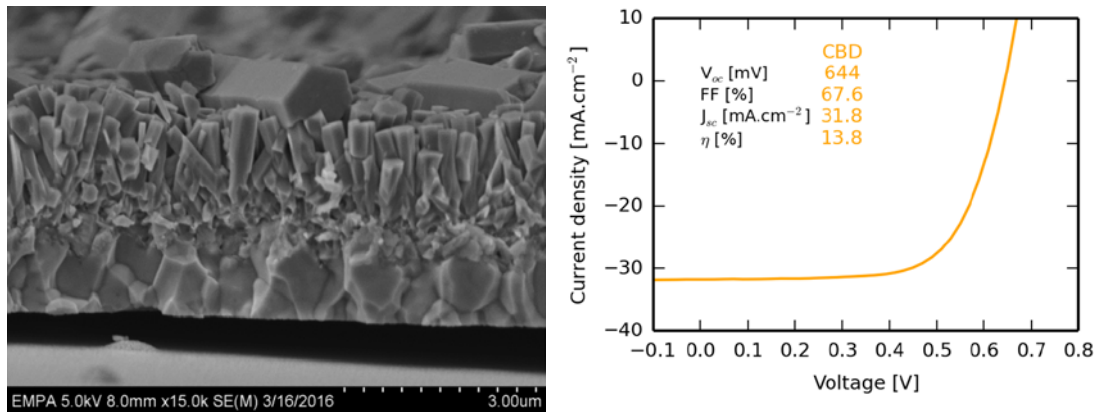 EMPA 5.0kV 8.0mm x15.0k SE(M) 3/16/2016 3.00um
10
0
−10
−20
−30
−40
Current density [mA.cm−2]
CBD
Voc [mV] 644
FF [%] 67.6
Jsc [mA.cm−2] 31.8
η [%] 13.8
−0.1 0.0 0.1 0.2 0.3 0.4 0.5 0.6 0.7 0.8
Voltage [V]